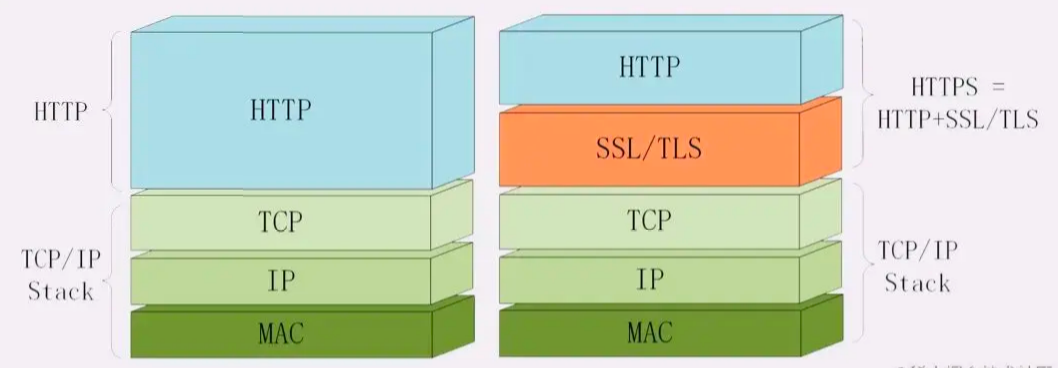 HTTP
HTTP
TCP/IP
Stack
TCP
IP
MAC
HTTP
SSL/TLS
HTTPS =
HTTP+SSL/TLS
TCP
IP
MAC
TCP/IP
Stack